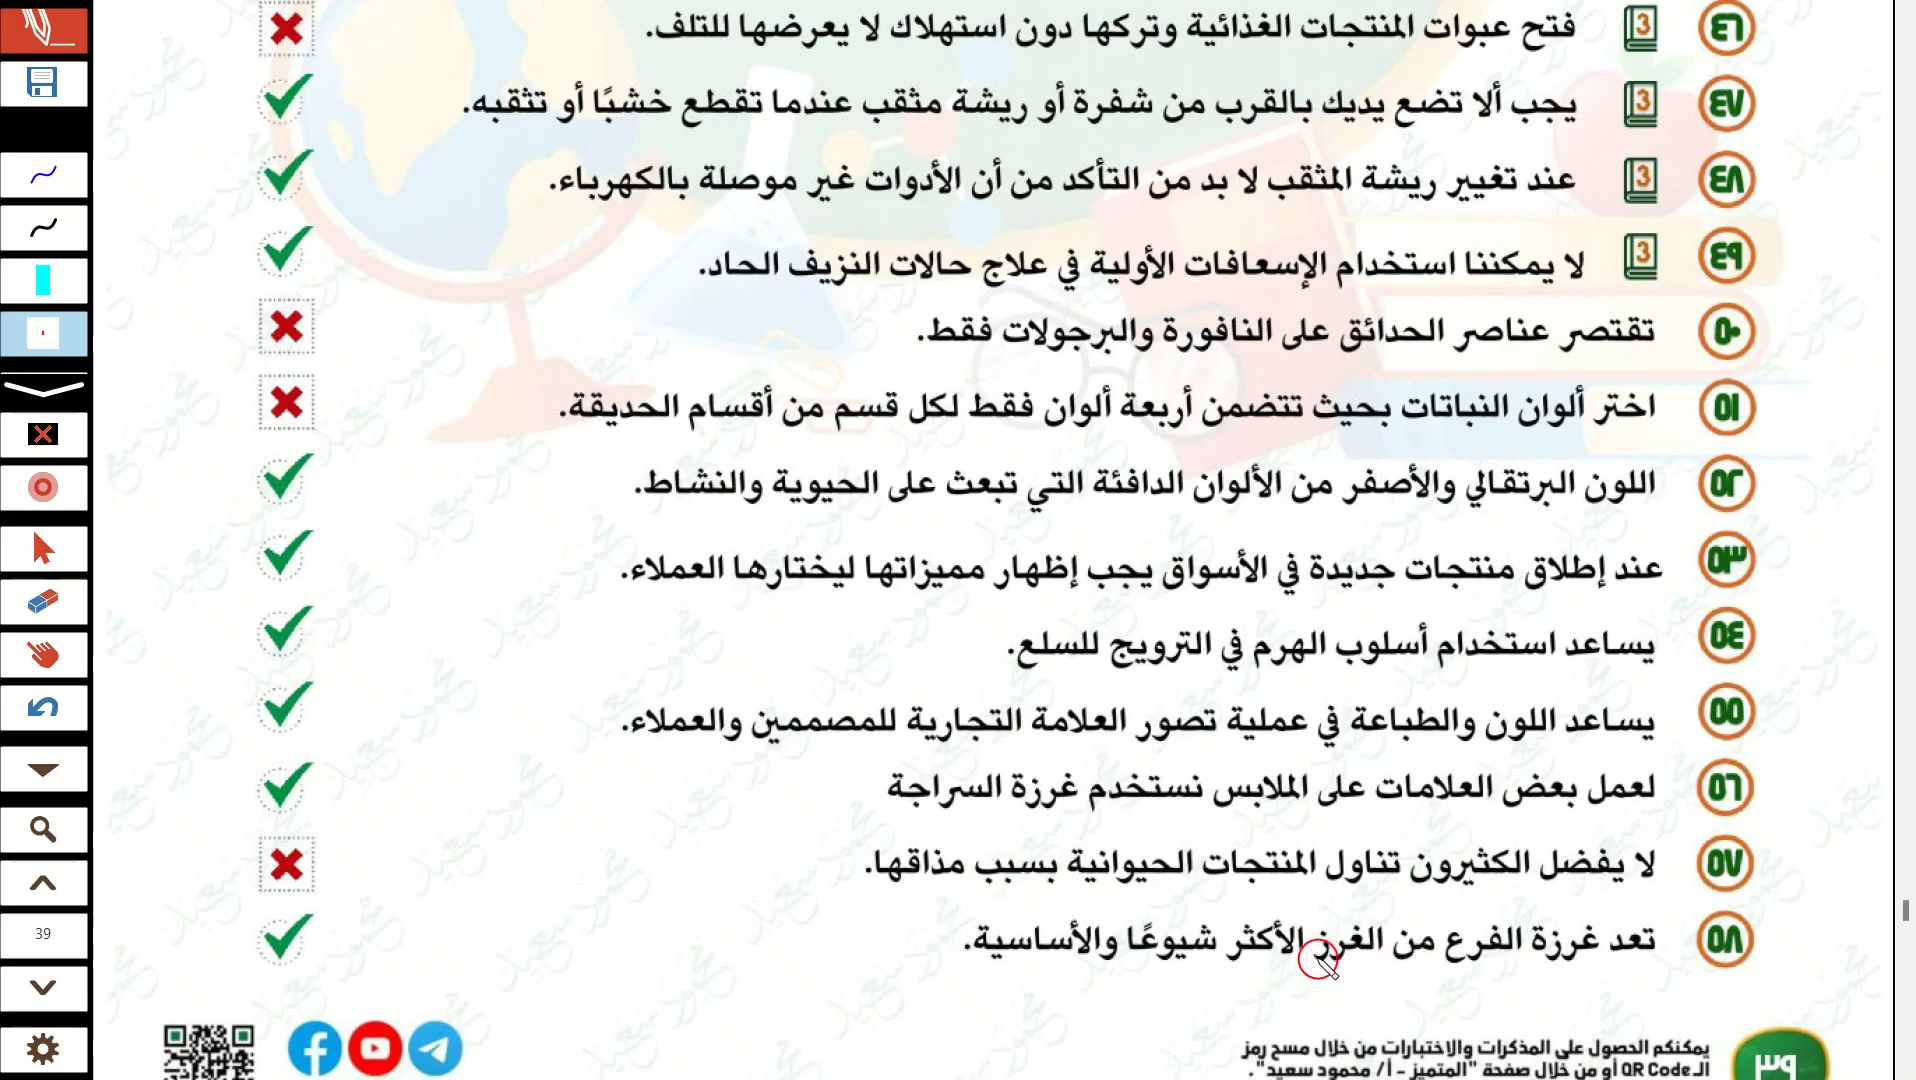 ٤٦ 3 فتح عبوات المنتجات الغذائية وتركها دون استهلاك لا يعرضها للتلف.
٤٧ 3 يجب ألا تضع يديك بالقرب من شفرة أو ريشة مثقب عندما تقطع خشبًا أو تثقبه.
٤٨ 3 عند تغيير ريشة المثقب لا بد من التأكد من أن الأدوات غير موصلة بالكهرباء.
٤٩ 3 لا يمكننا استخدام الإسعافات الأولية في علاج حالات النزيف الحاد.
٥٠ تقتصر عناصر الحدائق على النافورة والبرجولات فقط.
٥١ اختر ألوان النباتات بحيث تتضمن أربعة ألوان فقط لكل قسم من أقسام الحديقة.
٥٢ اللون البرتقالي والأصفر من الألوان الدافئة التي تبعث على الحيوية والنشاط.
٥٣ عند إطلاق منتجات جديدة في الأسواق يجب إظهار مميزاتها ليختارها العملاء.
٥٤ يساعد استخدام أسلوب الهرم في الترويج للسلع.
٥٥ يساعد اللون والطباعة في عملية تصور العلامة التجارية للمصممين والعملاء.
٥٦ لعمل بعض العلامات على الملابس نستخدم غرزة السراجة
٥٧ لا يفضل الكثيرون تناول المنتجات الحيوانية بسبب مذاقها.
٥٨ تعد غرزة الفرع من الغرز الأكثر شيوعًا والأساسية.
39
يمكنكم الحصول على المذكرات والاختبارات من خلال مسح رمز
الـ QR Code أو من خلال صفحة "المتميز - أ/ محمود سعيد".
٣٩